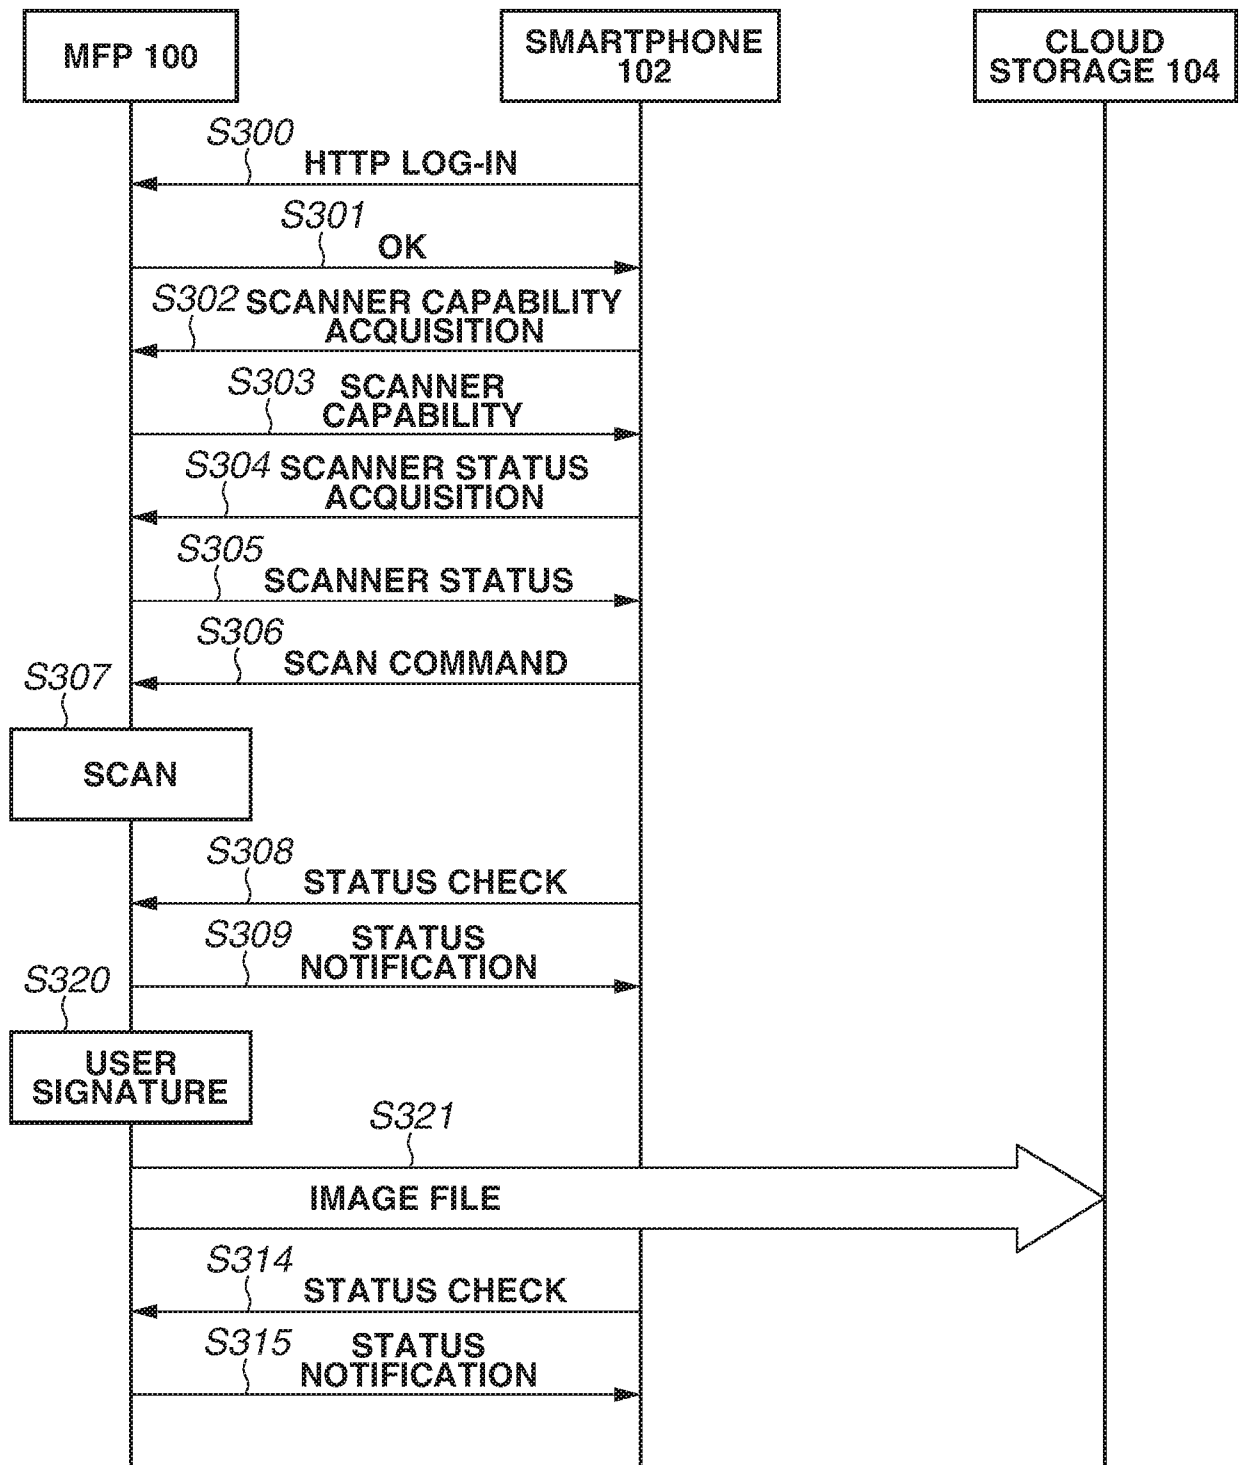 MFP 100
SMARTPHONE
102
CLOUD
STORAGE 104
S300
HTTP LOG-IN
S301
OK
S302 SCANNER CAPABILITY
ACQUISITION
S303 SCANNER
CAPABILITY
S304 SCANNER STATUS
ACQUISITION
S305
SCANNER STATUS
S306
SCAN COMMAND
S307
SCAN
S308
STATUS CHECK
S309 STATUS
NOTIFICATION
S320
USER
SIGNATURE
S321
IMAGE FILE
S314
STATUS CHECK
S315 STATUS
NOTIFICATION